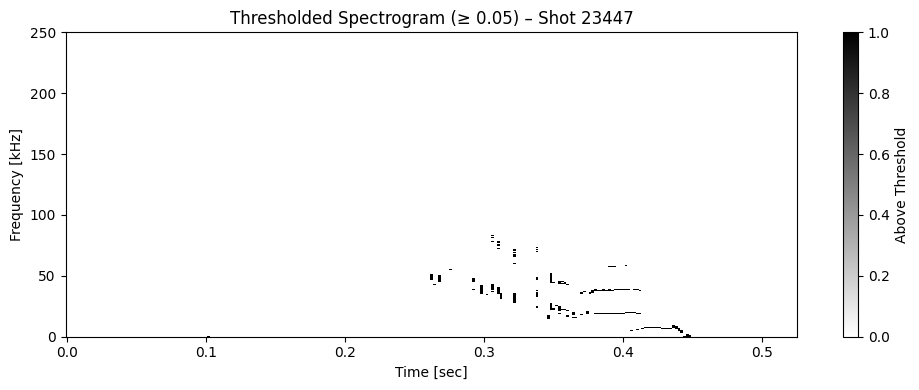 Thresholded Spectrogram (≥ 0.05) – Shot 23447
250
200
150
100
50
0
Frequency [kHz]
0.0 0.1 0.2 0.3 0.4 0.5
Time [sec]
1.0
0.8
0.6
0.4
0.2
0.0
Above Threshold